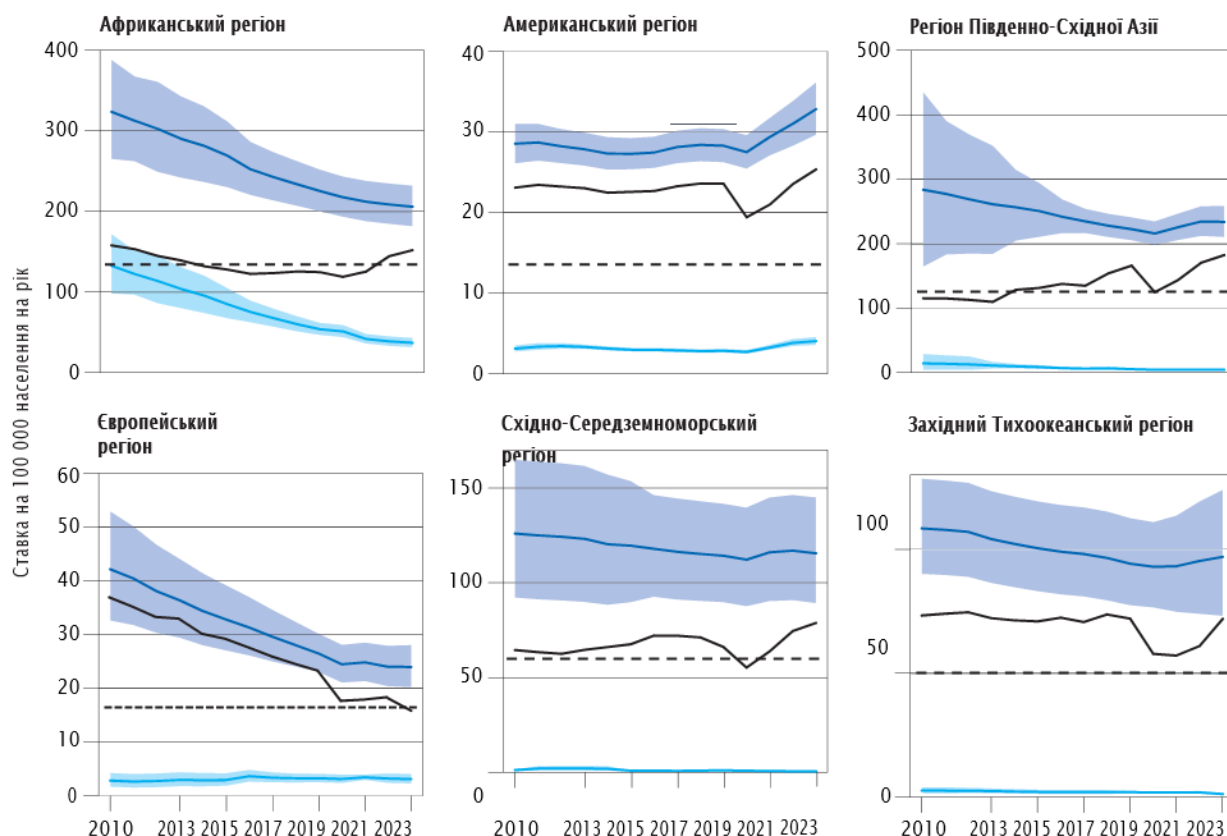 Африканський регіон
Американський регіон
Регіон Південно-Східної Азії
400
300
200
100
0
40
30
20
10
0
500
400
300
200
100
0
Ставка на 100 000 населення на рік
Європейський
регіон
Східно-Середземноморський
регіон
Західний Тихоокеанський регіон
60
50
40
30
20
10
0
150
100
50
0
100
50
0
2010 2013 2015 2017 2019 2021 2023
2010 2013 2015 2017 2019 2021 2023
2010 2013 2015 2017 2019 2021 2023